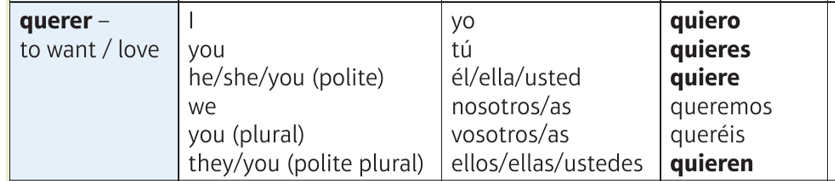 querer – I yo quiero
to want / love you tú quieres
he/she/you (polite) él/ella/usted quiere
we nosotros/as queremos
you (plural) vosotros/as queréis
they/you (polite plural) ellos/ellas/ustedes quieren